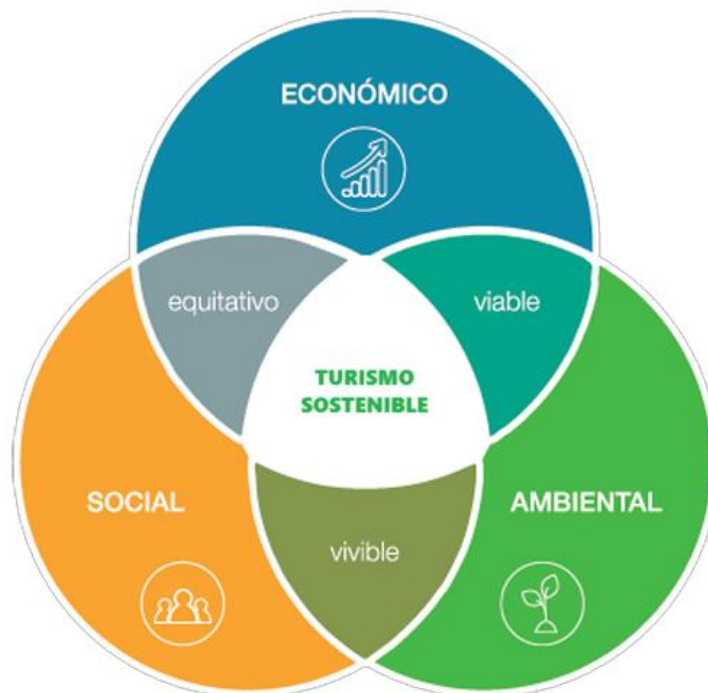 ECONÓMICO
equitativo
viable
TURISMO
SOSTENIBLE
SOCIAL
AMBIENTAL
vivible